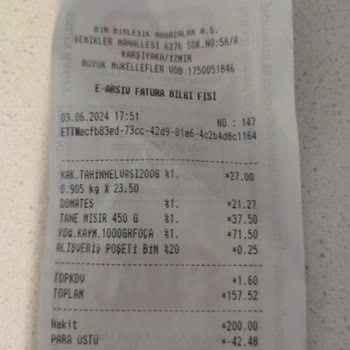 BİM BİRLEŞİK MAĞAZALAR A.Ş.
ŞEMİKLER MAHALLESİ 6276 SOK.NO:58/A
KARŞIYAKA/İZMİR
BÜYÜK MÜKELLEFLER VDB 1750051846
E-ARŞİV FATURA BİLGİ FİŞİ
03.06.2024 17:51 NO : 147
ETTN:acfb83ed-73cc-42d9-81a6-4c2b4d8c1164
KAK.TAHİNHELVASI200G %1. *27.00
0.905 kg X 23.50
DOMATES %1. *21.27
TANE MISIR 450 G %1. *37.50
YOĞ.KAYM.1000GRFOÇA %1. *71.50
ALIŞVERİŞ POŞETİ BİM %20 *0.25
TOPKDV *1.60
TOPLAM *157.52
Nakit *200.00
PARA ÜSTÜ *-42.48